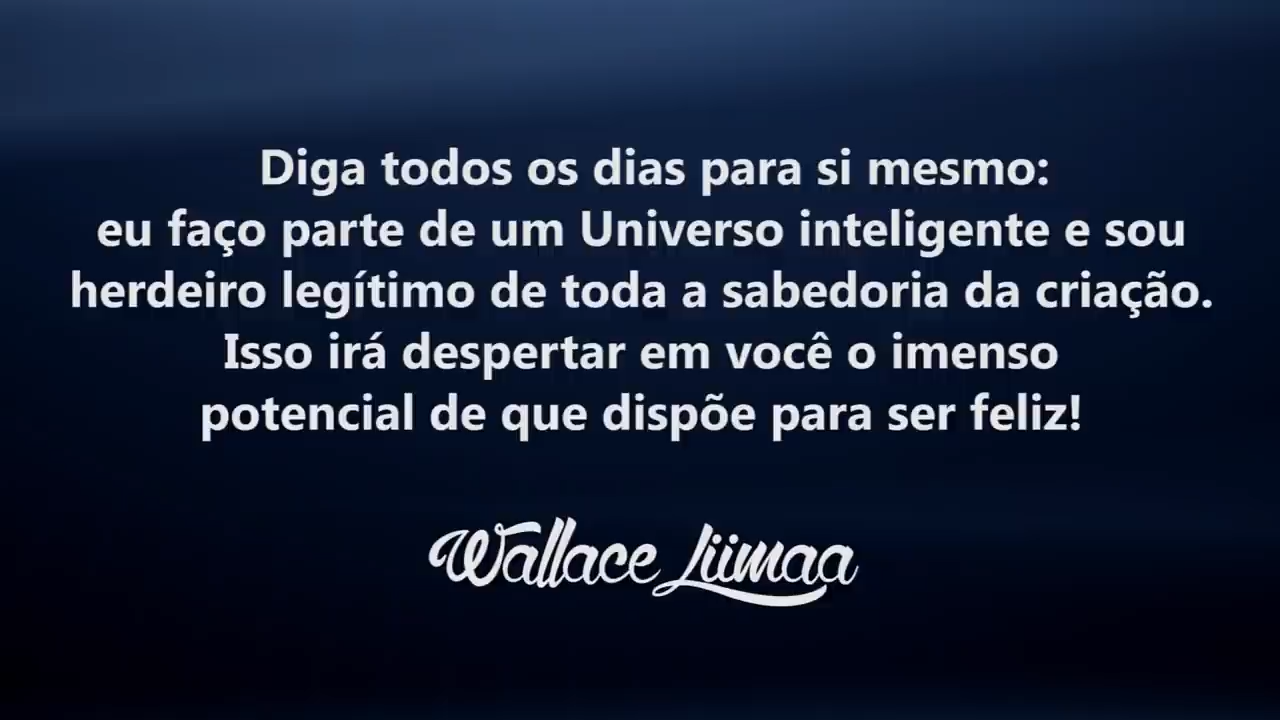 Diga todos os dias para si mesmo:
eu faço parte de um Universo inteligente e sou
herdeiro legítimo de toda a sabedoria da criação.
Isso irá despertar em você o imenso
potencial de que dispõe para ser feliz!
Wallace Liimaa